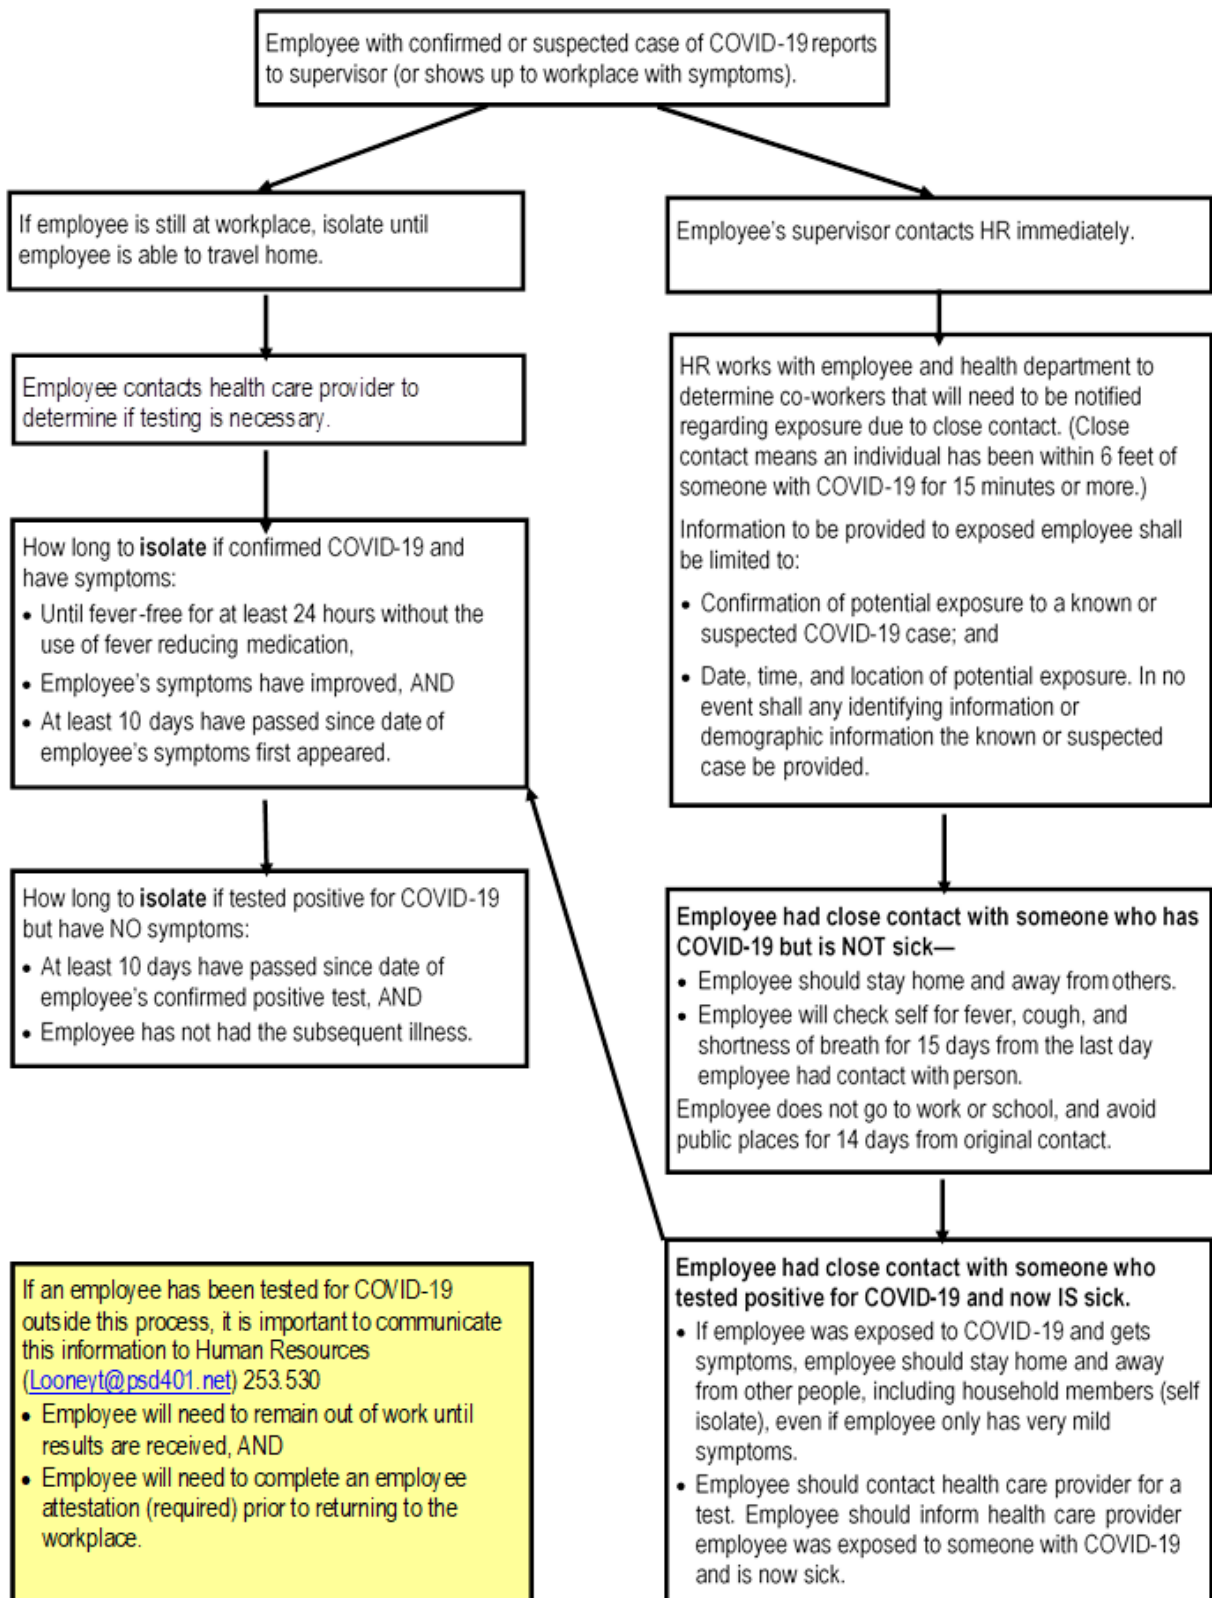 Employee with confirmed or suspected case of COVID-19 reports
to supervisor (or shows up to workplace with symptoms).
If employee is still at workplace, isolate until
employee is able to travel home.
Employee contacts health care provider to
determine if testing is necessary.
How long to isolate if confirmed COVID-19 and
have symptoms:
• Until fever-free for at least 24 hours without the
use of fever reducing medication,
• Employee's symptoms have improved, AND
• At least 10 days have passed since date of
employee's symptoms first appeared.
How long to isolate if tested positive for COVID-19
but have NO symptoms:
• At least 10 days have passed since date of
employee's confirmed positive test, AND
• Employee has not had the subsequent illness.
If an employee has been tested for COVID-19
outside this process, it is important to communicate
this information to Human Resources
(Looneyt@psd401.net) 253.530
• Employee will need to remain out of work until
results are received, AND
• Employee will need to complete an employee
attestation (required) prior to returning to the
workplace.
Employee's supervisor contacts HR immediately.
HR works with employee and health department to
determine co-workers that will need to be notified
regarding exposure due to close contact. (Close
contact means an individual has been within 6 feet of
someone with COVID-19 for 15 minutes or more.)
Information to be provided to exposed employee shall
be limited to:
• Confirmation of potential exposure to a known or
suspected COVID-19 case; and
• Date, time, and location of potential exposure. In no
event shall any identifying information or
demographic information the known or suspected
case be provided.
Employee had close contact with someone who has
COVID-19 but is NOT sick—
• Employee should stay home and away from others.
• Employee will check self for fever, cough, and
shortness of breath for 15 days from the last day
employee had contact with person.
Employee does not go to work or school, and avoid
public places for 14 days from original contact.
Employee had close contact with someone who
tested positive for COVID-19 and now IS sick.
• If employee was exposed to COVID-19 and gets
symptoms, employee should stay home and away
from other people, including household members (self
isolate), even if employee only has very mild
symptoms.
• Employee should contact health care provider for a
test. Employee should inform health care provider
employee was exposed to someone with COVID-19
and is now sick.